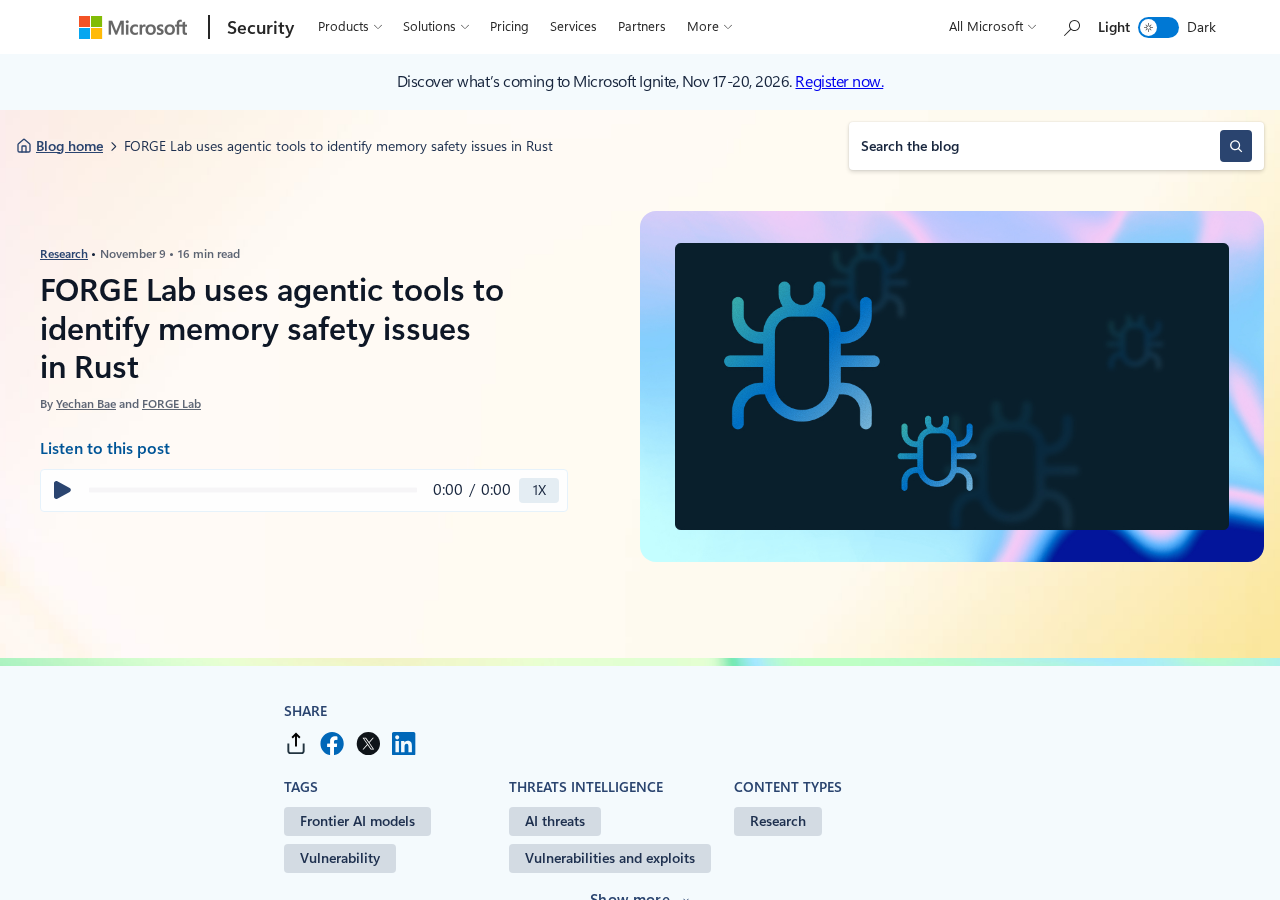 Microsoft
Security
Products
Solutions
Pricing
Services
Partners
More
All Microsoft
Light
Dark
Discover what's coming to Microsoft Ignite, Nov 17-20, 2026. Register now.
Blog home
FORGE Lab uses agentic tools to identify memory safety issues in Rust
Search the blog
Research • November 9 • 16 min read
FORGE Lab uses agentic tools to
identify memory safety issues
in Rust
By Yechan Bae and FORGE Lab
Listen to this post
0:00 / 0:00
1X
SHARE
TAGS
Frontier AI models
Vulnerability
THREATS INTELLIGENCE
AI threats
Vulnerabilities and exploits
CONTENT TYPES
Research
Show more